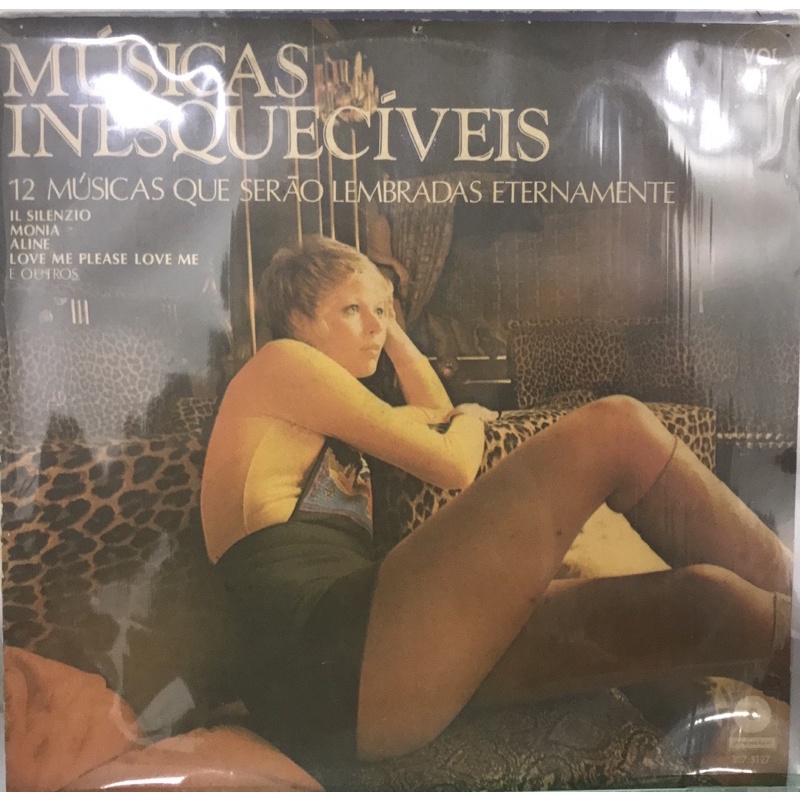 MÚSICAS
INESQUECÍVEIS
VOL
12 MÚSICAS QUE SERÃO LEMBRADAS ETERNAMENTE
IL SILENZIO
MONIA
ALINE
LOVE ME PLEASE LOVE ME
E OUTROS